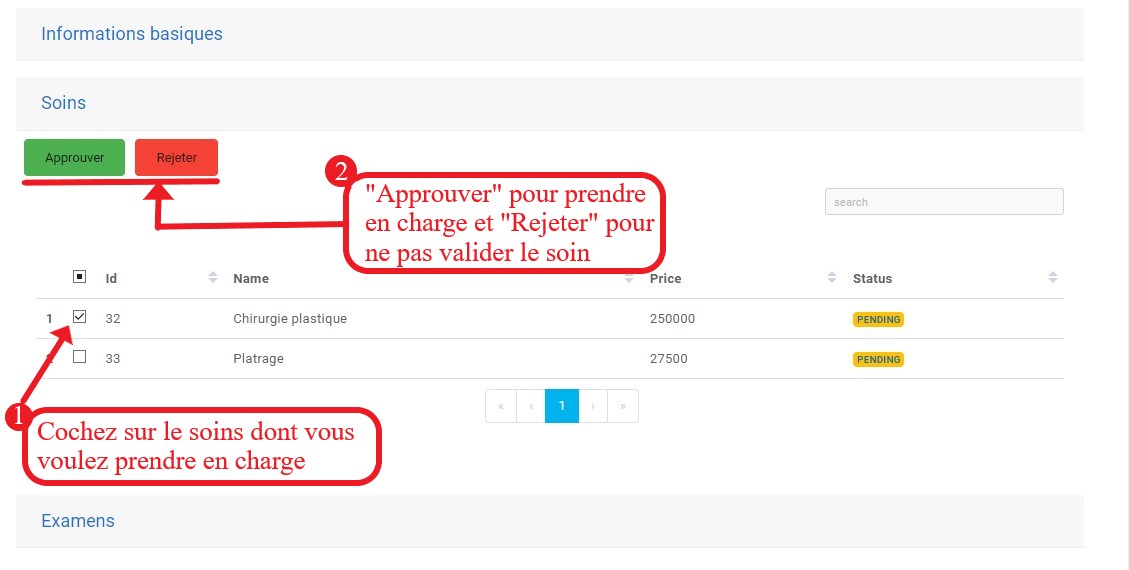 Informations basiques
Soins
Approuver Rejeter
2
"Approuver" pour prendre
en charge et "Rejeter" pour
ne pas valider le soin
search
Id Name Price Status
1 32 Chirurgie plastique 250000 PENDING
2 33 Platrage 27500 PENDING
« ‹ 1 › »
1
Cochez sur le soins dont vous
voulez prendre en charge
Examens